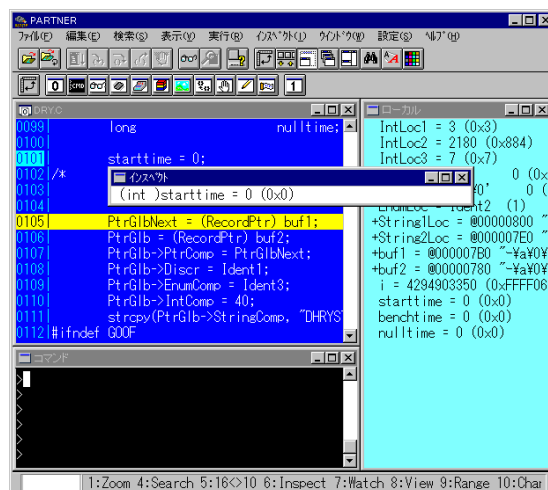 PARTNER
ﾌｧｲﾙ(F) 編集(E) 検索(S) 表示(V) 実行(R) ｲﾝｽﾍﾟｸﾄ(I) ｳｲﾝﾄﾞｳ(W) 設定(S) ﾍﾙﾌﾟ(H)
DRY.C
0099| long nulltime;
0100|
0101 starttime = 0;
0102|/*
0103|
0104|
0105| PtrGlbNext = (RecordPtr) buf1;
0106| PtrGlb = (RecordPtr) buf2;
0107| PtrGlb->PtrComp = PtrGlbNext;
0108| PtrGlb->Discr = Ident1;
0109| PtrGlb->EnumComp = Ident3;
0110| PtrGlb->IntComp = 40;
0111| strcpy(PtrGlb->StringComp, "DHRYS
0112|#ifndef GOOF
ｲﾝｽﾍﾟｸﾄ
(int )starttime = 0 (0x0)
ローカル
IntLoc1 = 3 (0x3)
IntLoc2 = 2180 (0x884)
IntLoc3 = 7 (0x7)
0 (0x
0' 0 (
(1)
+String1Loc = @00000800 "
+String2Loc = @000007E0 "
+buf1 = @000007B0 "-¥a¥0¥
+buf2 = @00000780 "-¥a¥0¥
i = 4294903350 (0xFFFF06
starttime = 0 (0x0)
benchtime = 0 (0x0)
nulltime = 0 (0x0)
コマンド
>
>
>
>
>
1:Zoom 4:Search 5:16<>10 6:Inspect 7:Watch 8:View 9:Range 10:Char